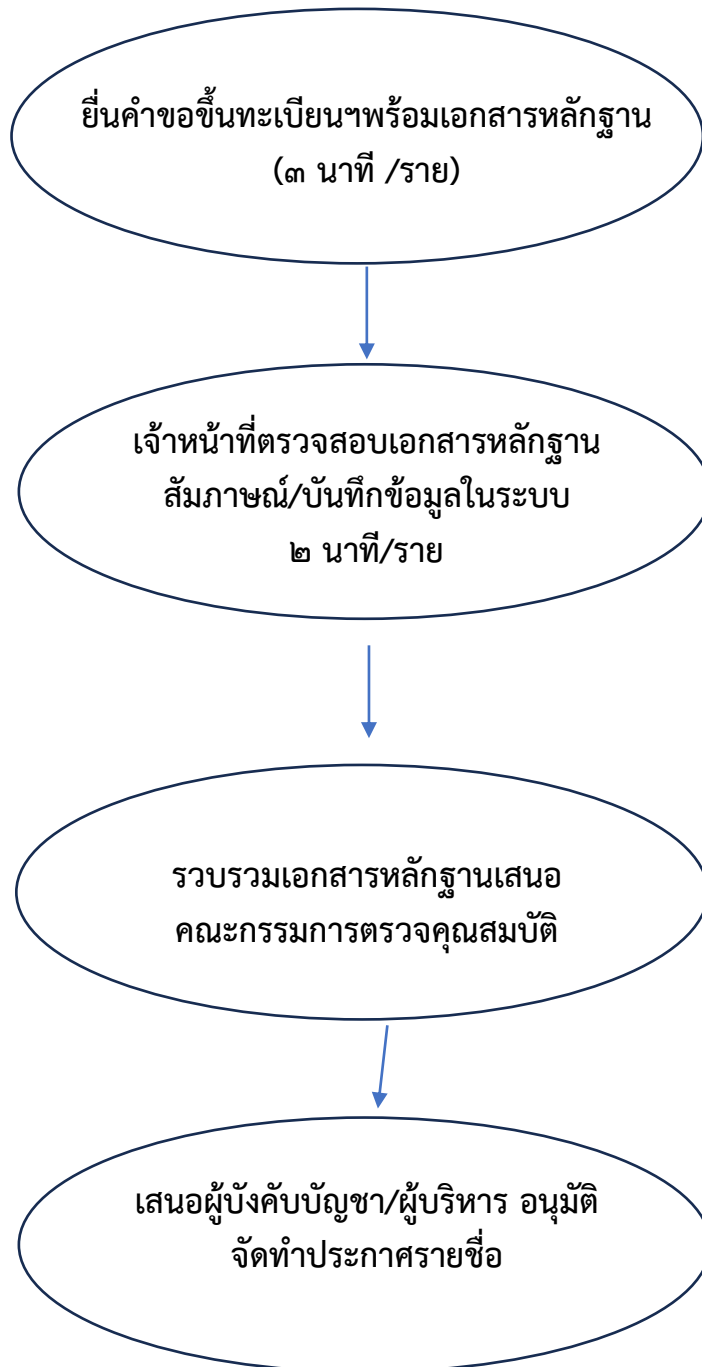 ยื่นคำขอขึ้นทะเบียนฯพร้อมเอกสารหลักฐาน
(๓ นาที /ราย)
เจ้าหน้าที่ตรวจสอบเอกสารหลักฐาน
สัมภาษณ์/บันทึกข้อมูลในระบบ
๒ นาที/ราย
รวบรวมเอกสารหลักฐานเสนอ
คณะกรรมการตรวจคุณสมบัติ
เสนอผู้บังคับบัญชา/ผู้บริหาร อนุมัติ
จัดทำประกาศรายชื่อ